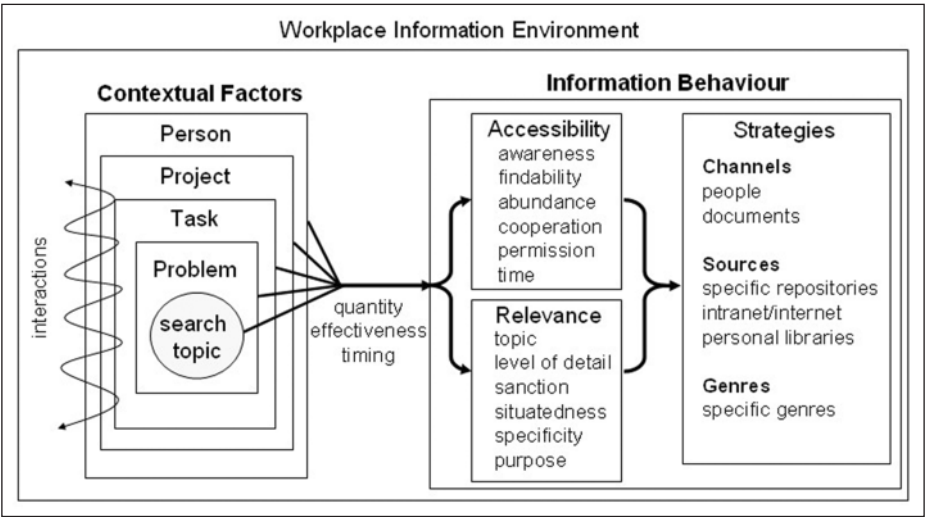 Workplace Information Environment
Contextual Factors
Person
Project
Task
Problem
search
topic
interactions
quantity
effectiveness
timing
Information Behaviour
Accessibility
awareness
findability
abundance
cooperation
permission
time
Relevance
topic
level of detail
sanction
situatedness
specificity
purpose
Strategies
Channels
people
documents
Sources
specific repositories
intranet/internet
personal libraries
Genres
specific genres